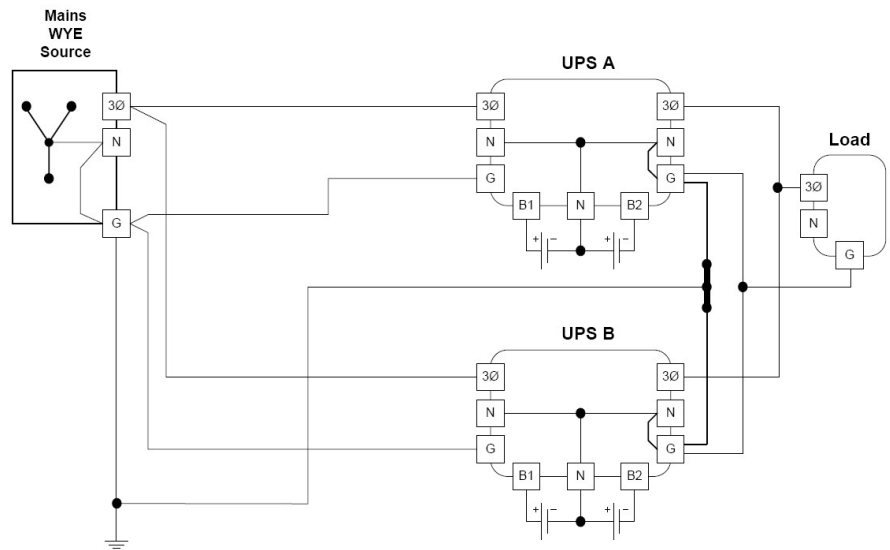 Mains
WYE
Source
3Ø
N
G
UPS A
3Ø
N
G
B1
N
B2
3Ø
N
G
+ −
+ −
Load
3Ø
N
G
UPS B
3Ø
N
G
B1
N
B2
3Ø
N
G
+ −
+ −